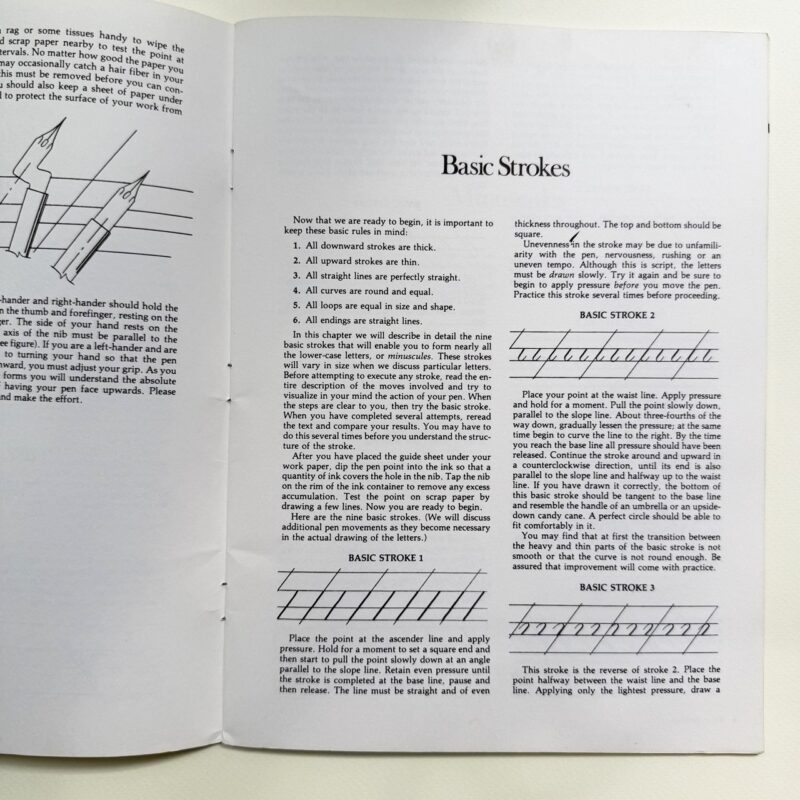 rag or some tissues handy to wipe the
d scrap paper nearby to test the point at
tervals. No matter how good the paper you
may occasionally catch a hair fiber in your
this must be removed before you can con-
u should also keep a sheet of paper under
to protect the surface of your work from
-hander and right-hander should hold the
n the thumb and forefinger, resting on the
ger. The side of your hand rests on the
axis of the nib must be parallel to the
ee figure). If you are a left-hander and are
to turning your hand so that the pen
nward, you must adjust your grip. As you
forms you will understand the absolute
having your pen face upwards. Please
and make the effort.
Basic Strokes
Now that we are ready to begin, it is important to
keep these basic rules in mind:
1. All downward strokes are thick.
2. All upward strokes are thin.
3. All straight lines are perfectly straight.
4. All curves are round and equal.
5. All loops are equal in size and shape.
6. All endings are straight lines.
In this chapter we will describe in detail the nine
basic strokes that will enable you to form nearly all
the lower-case letters, or minuscules. These strokes
will vary in size when we discuss particular letters.
Before attempting to execute any stroke, read the en-
tire description of the moves involved and try to
visualize in your mind the action of your pen. When
the steps are clear to you, then try the basic stroke.
When you have completed several attempts, reread
the text and compare your results. You may have to
do this several times before you understand the struc-
ture of the stroke.
After you have placed the guide sheet under your
work paper, dip the pen point into the ink so that a
quantity of ink covers the hole in the nib. Tap the nib
on the rim of the ink container to remove any excess
accumulation. Test the point on scrap paper by
drawing a few lines. Now you are ready to begin.
Here are the nine basic strokes. (We will discuss
additional pen movements as they become necessary
in the actual drawing of the letters.)
BASIC STROKE 1
Place the point at the ascender line and apply
pressure. Hold for a moment to set a square end and
then start to pull the point slowly down at an angle
parallel to the slope line. Retain even pressure until
the stroke is completed at the base line, pause and
then release. The line must be straight and of even
thickness throughout. The top and bottom should be
square.
Unevenness in the stroke may be due to unfamili-
arity with the pen, nervousness, rushing or an
uneven tempo. Although this is script, the letters
must be drawn slowly. Try it again and be sure to
begin to apply pressure before you move the pen.
Practice this stroke several times before proceeding.
BASIC STROKE 2
Place your point at the waist line. Apply pressure
and hold for a moment. Pull the point slowly down,
parallel to the slope line. About three-fourths of the
way down, gradually lessen the pressure; at the same
time begin to curve the line to the right. By the time
you reach the base line all pressure should have been
released. Continue the stroke around and upward in
a counterclockwise direction, until its end is also
parallel to the slope line and halfway up to the waist
line. If you have drawn it correctly, the bottom of
this basic stroke should be tangent to the base line
and resemble the handle of an umbrella or an upside-
down candy cane. A perfect circle should be able to
fit comfortably in it.
You may find that at first the transition between
the heavy and thin parts of the basic stroke is not
smooth or that the curve is not round enough. Be
assured that improvement will come with practice.
BASIC STROKE 3
This stroke is the reverse of stroke 2. Place the
point halfway between the waist line and the base
line. Applying only the lightest pressure, draw a